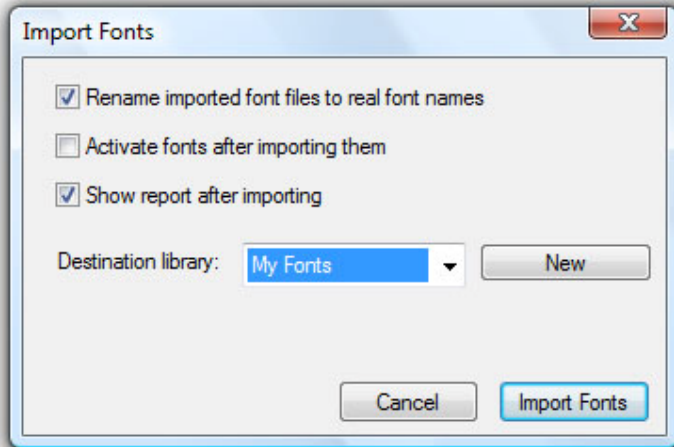 Import Fonts
Rename imported font files to real font names
Activate fonts after importing them
Show report after importing
Destination library: My Fonts New
Cancel Import Fonts